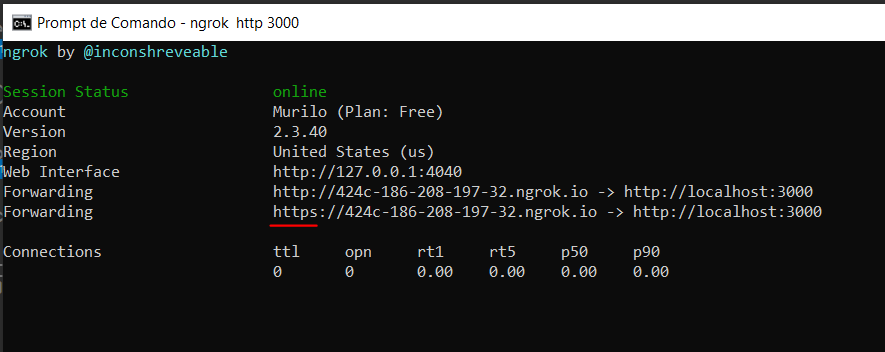 Prompt de Comando - ngrok http 3000
ngrok by @inconshreveable
Session Status online
Account Murilo (Plan: Free)
Version 2.3.40
Region United States (us)
Web Interface http://127.0.0.1:4040
Forwarding http://424c-186-208-197-32.ngrok.io -> http://localhost:3000
Forwarding https://424c-186-208-197-32.ngrok.io -> http://localhost:3000
Connections ttl opn rt1 rt5 p50 p90
0 0 0.00 0.00 0.00 0.00